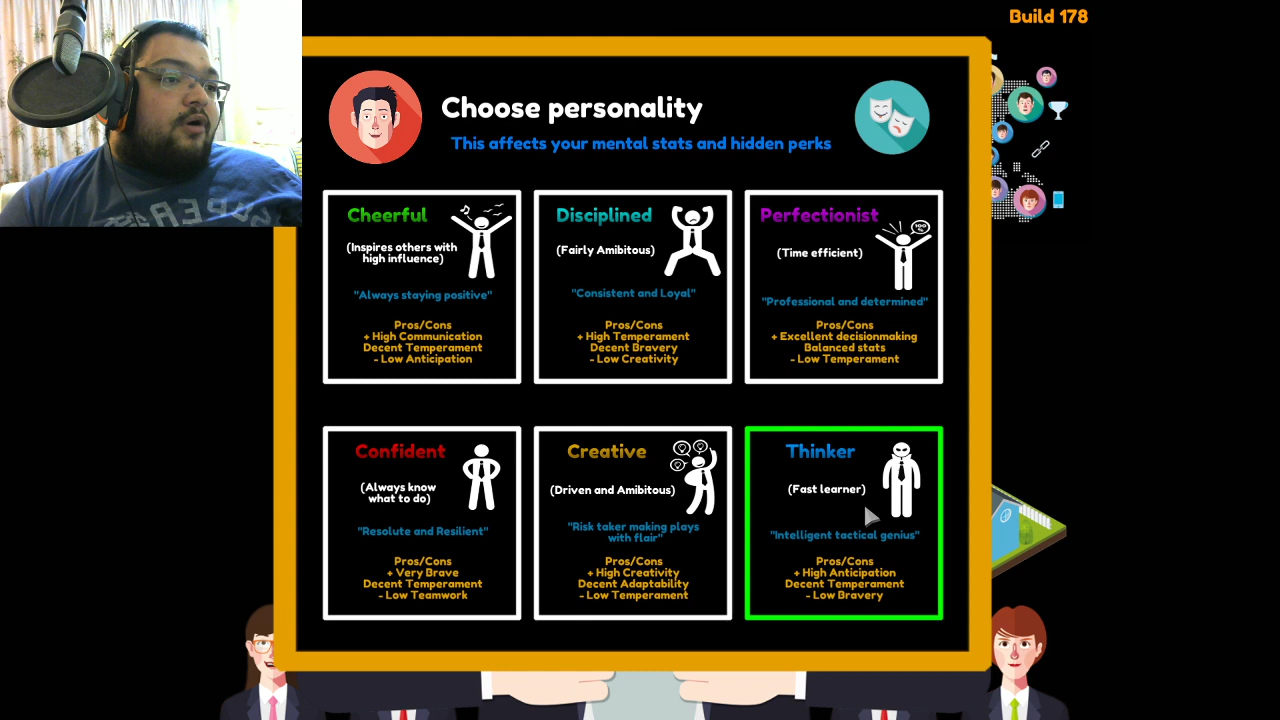 Build 178
Choose personality
This affects your mental stats and hidden perks
Cheerful
(Inspires others with
high influence)
"Always staying positive"
Pros/Cons
+ High Communication
Decent Temperament
- Low Anticipation
Disciplined
(Fairly Ambitous)
"Consistent and Loyal"
Pros/Cons
+ High Temperament
Decent Bravery
- Low Creativity
Perfectionist
(Time efficient)
"Professional and determined"
Pros/Cons
+ Excellent decisionmaking
Balanced stats
- Low Temperament
Confident
(Always know
what to do)
"Resolute and Resilient"
Pros/Cons
+ Very Brave
Decent Temperament
- Low Teamwork
Creative
(Driven and Ambitous)
"Risk taker making plays
with flair"
Pros/Cons
+ High Creativity
Decent Adaptability
- Low Temperament
Thinker
(Fast learner)
"Intelligent tactical genius"
Pros/Cons
+ High Anticipation
Decent Temperament
- Low Bravery